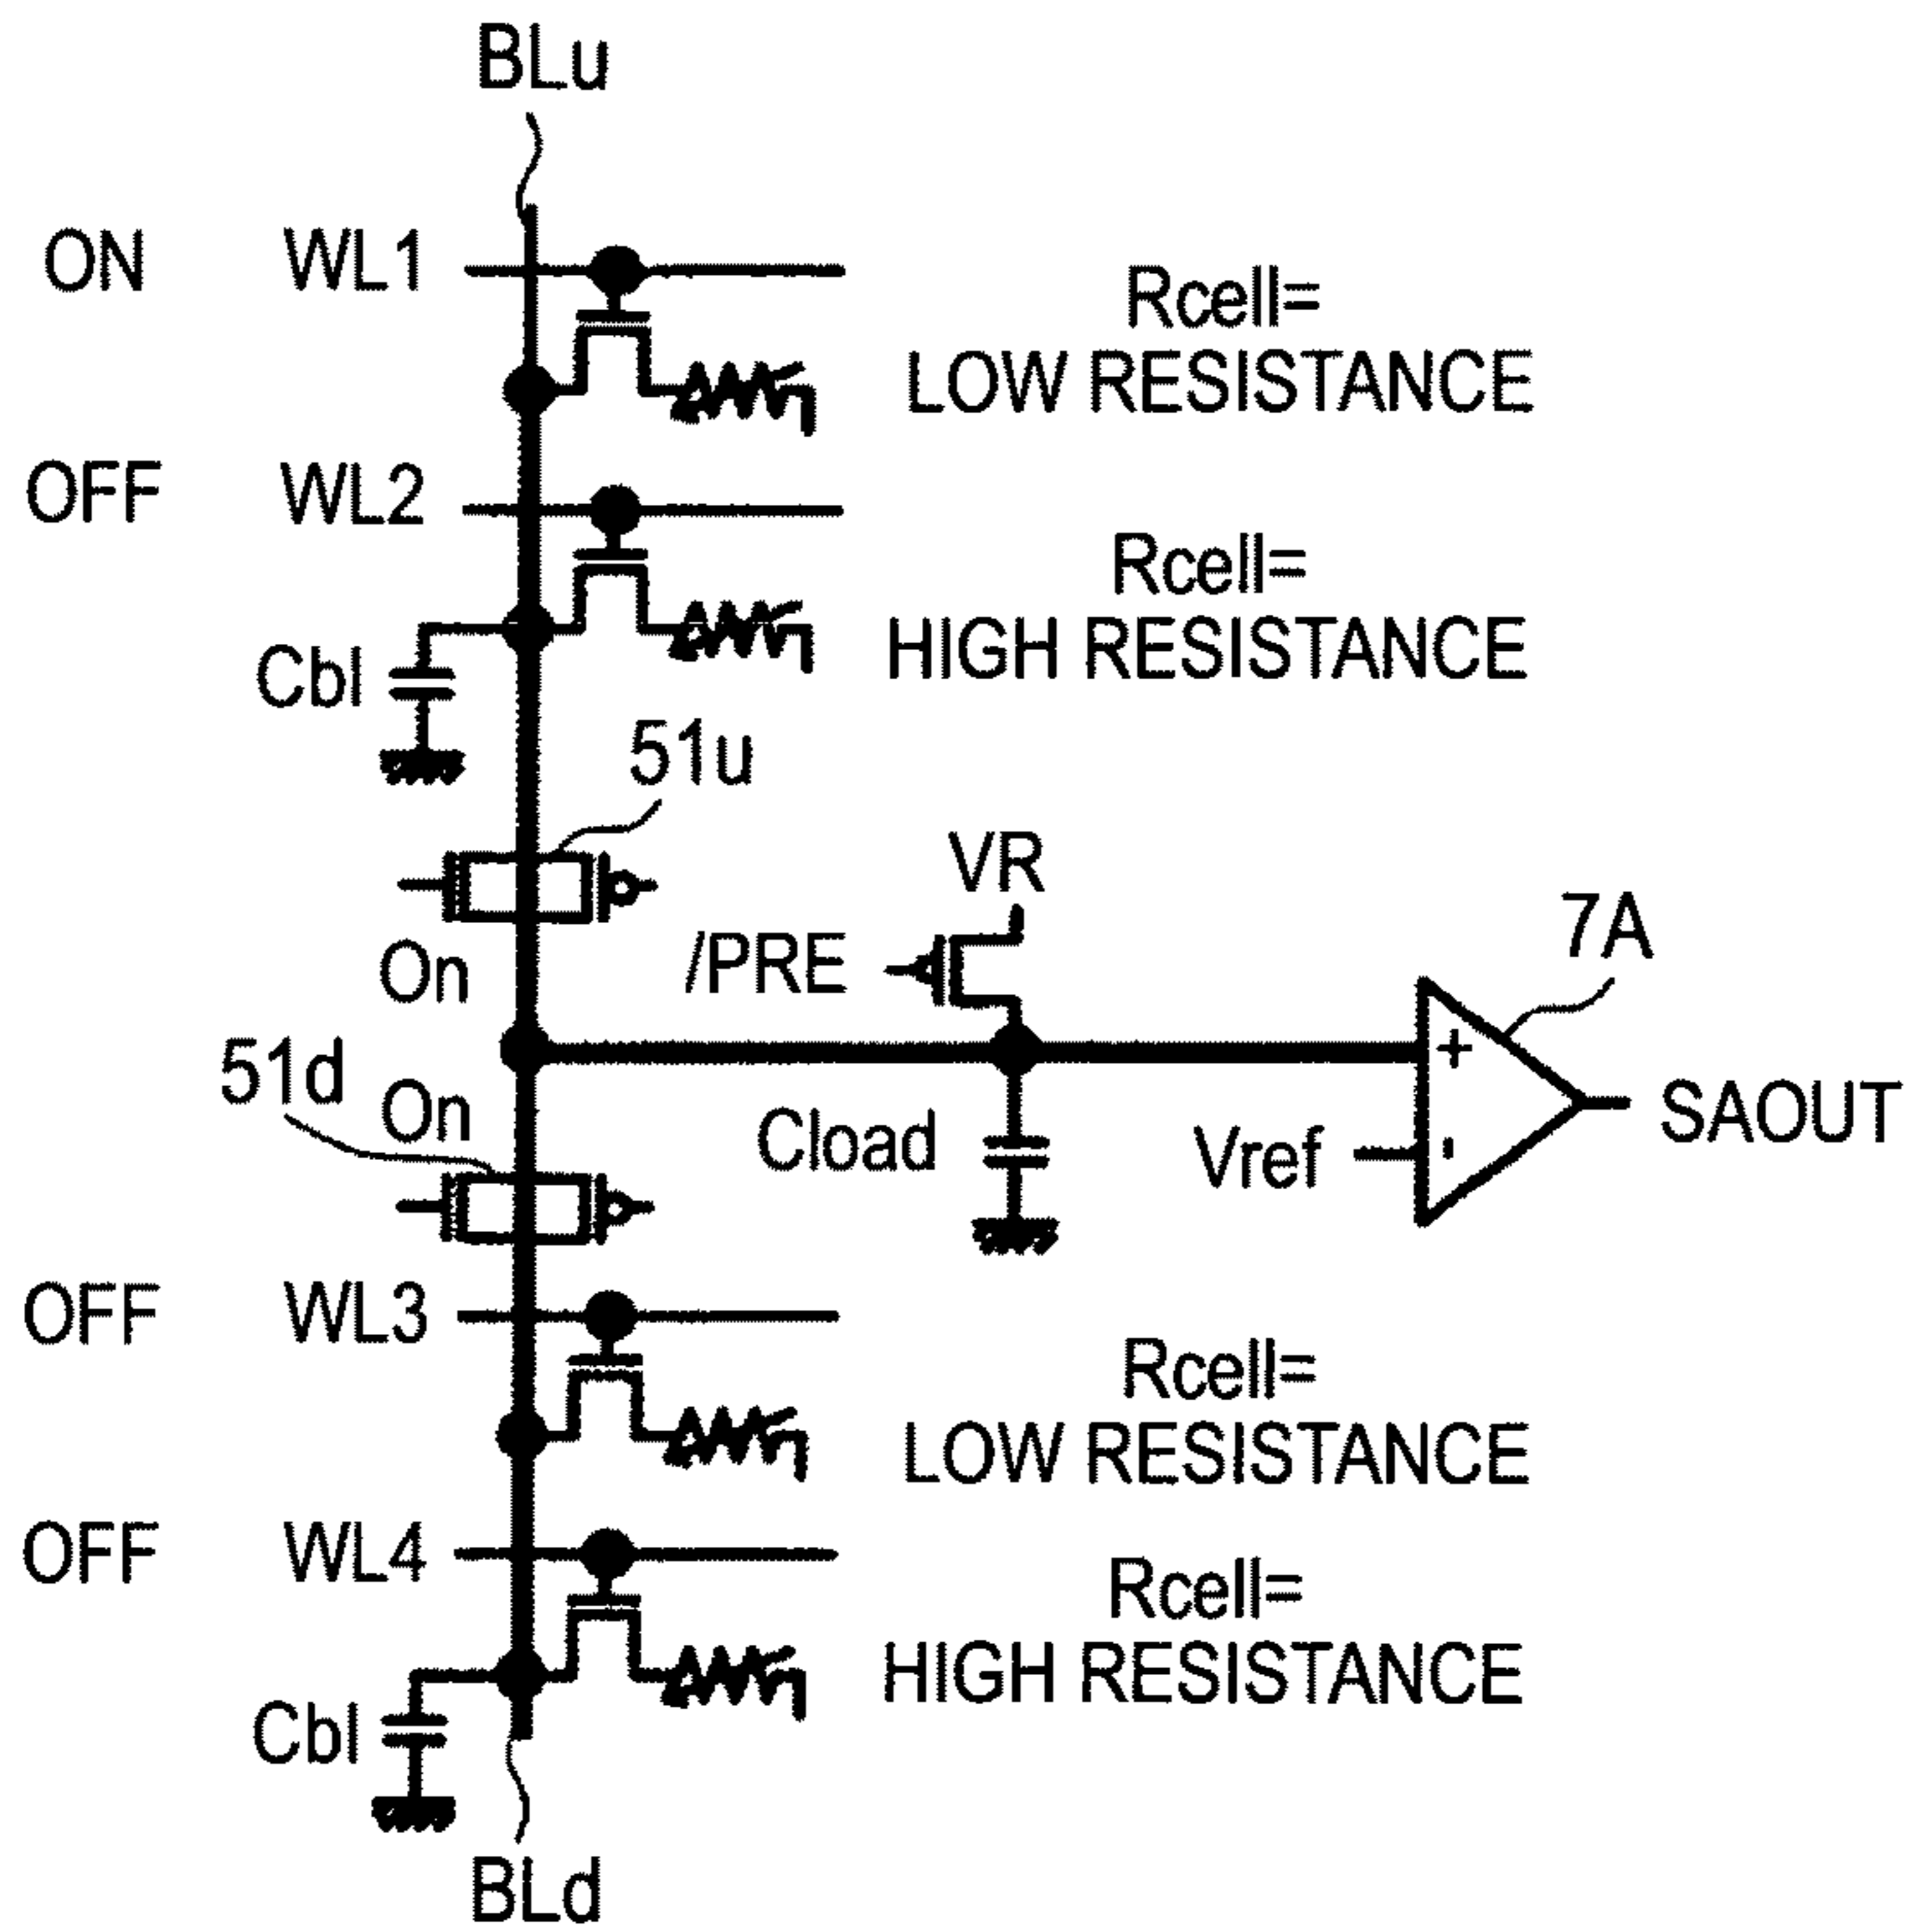 BLu
ON WL1
Rcell=
LOW RESISTANCE
OFF WL2
Rcell=
HIGH RESISTANCE
Cbl
51u
VR
/PRE
7A
On
51d
On
+
Cload
Vref
-
SAOUT
OFF WL3
Rcell=
LOW RESISTANCE
OFF WL4
Rcell=
HIGH RESISTANCE
Cbl
BLd